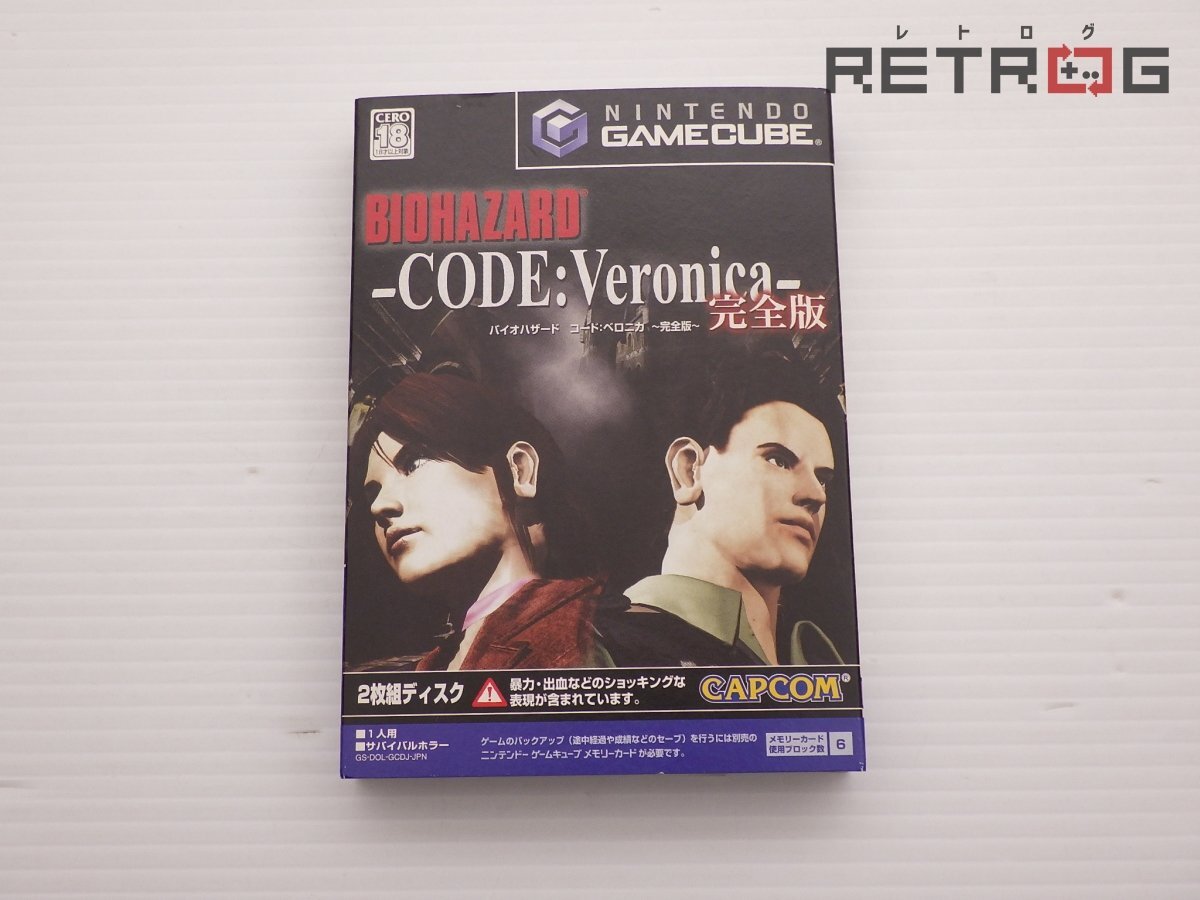 レトログ
RETROG
CERO
18
18才以上対象
NINTENDO
GAMECUBE®
BIOHAZARD®
-CODE:Veronica-
完全版
バイオハザード コード:ベロニカ ~完全版~
2枚組ディスク
暴力・出血などのショッキングな
表現が含まれています。
CAPCOM®
■1人用
■サバイバルホラー
GS-DOL-GCDJ-JPN
ゲームのバックアップ(途中経過や成績などのセーブ)を行うには別売の
ニンテンドー ゲームキューブ メモリーカードが必要です。
メモリーカード
使用ブロック数
6